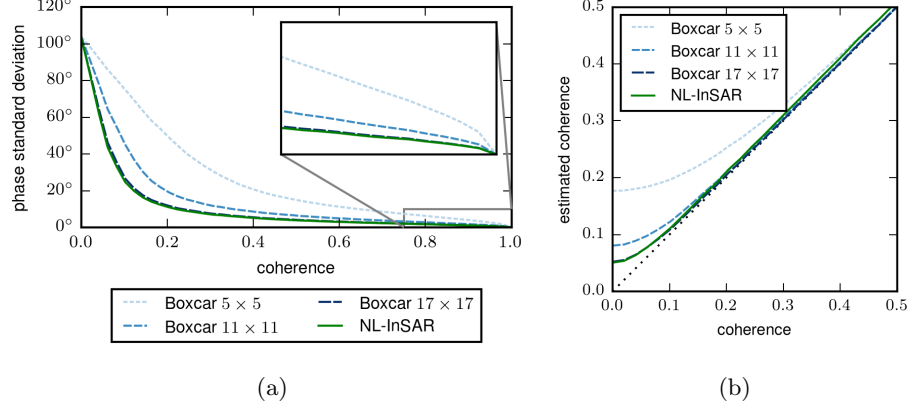 120°
100°
80°
60°
40°
20°
0°
phase standard deviation
0.0 0.2 0.4 0.6 0.8 1.0
coherence
Boxcar 5 × 5
Boxcar 11 × 11
Boxcar 17 × 17
NL-InSAR
(a)
0.5
0.4
0.3
0.2
0.1
0.0
estimated coherence
Boxcar 5 × 5
Boxcar 11 × 11
Boxcar 17 × 17
NL-InSAR
0.0 0.1 0.2 0.3 0.4 0.5
coherence
(b)